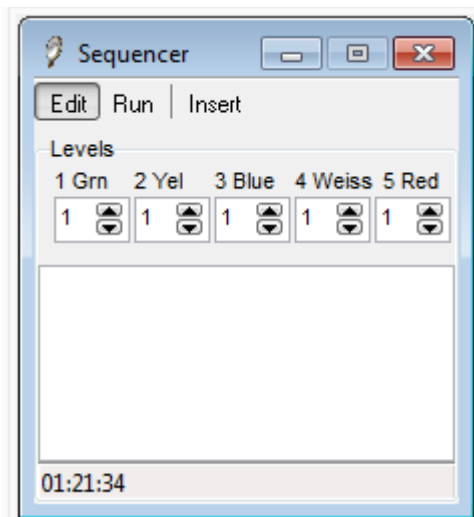 Sequencer
Edit Run Insert
Levels
1 Grn 2 Yel 3 Blue 4 Weiss 5 Red
1 1 1 1 1
01:21:34